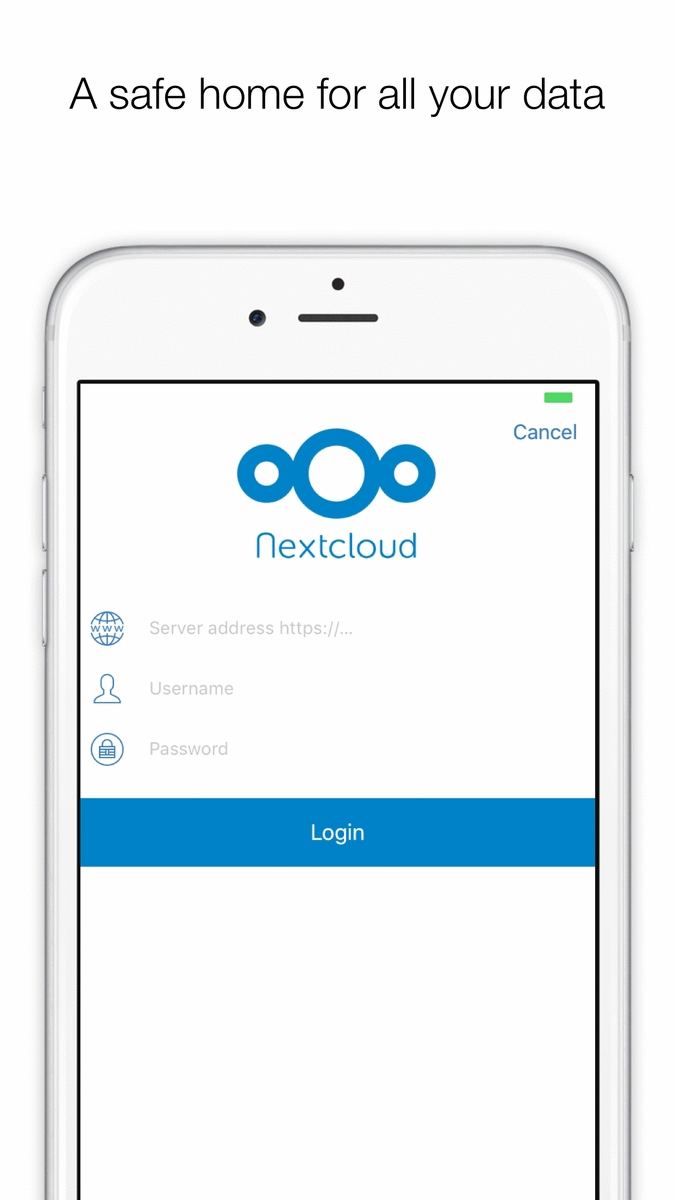 A safe home for all your data
Cancel
Nextcloud
www
Server address https://...
Username
Password
Login